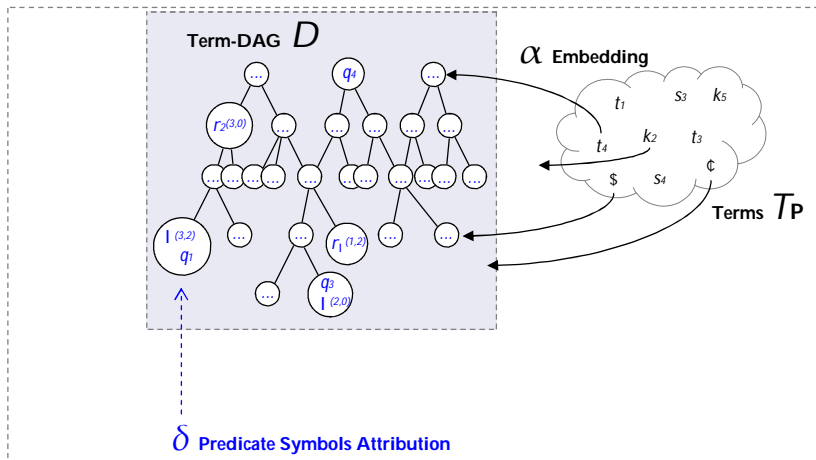 Term-DAG D
α Embedding
... q4 ...
t1 s3 k5
r2(3,0) ... ... ... ... ...
t4 k2 t3
... ... ... ... ... ... ... ... ... ... ...
$ s4 ¢
Terms TP
I (3,2)
q1
... ... rI (1,2) ... ...
... q3
I (2,0)
δ Predicate Symbols Attribution